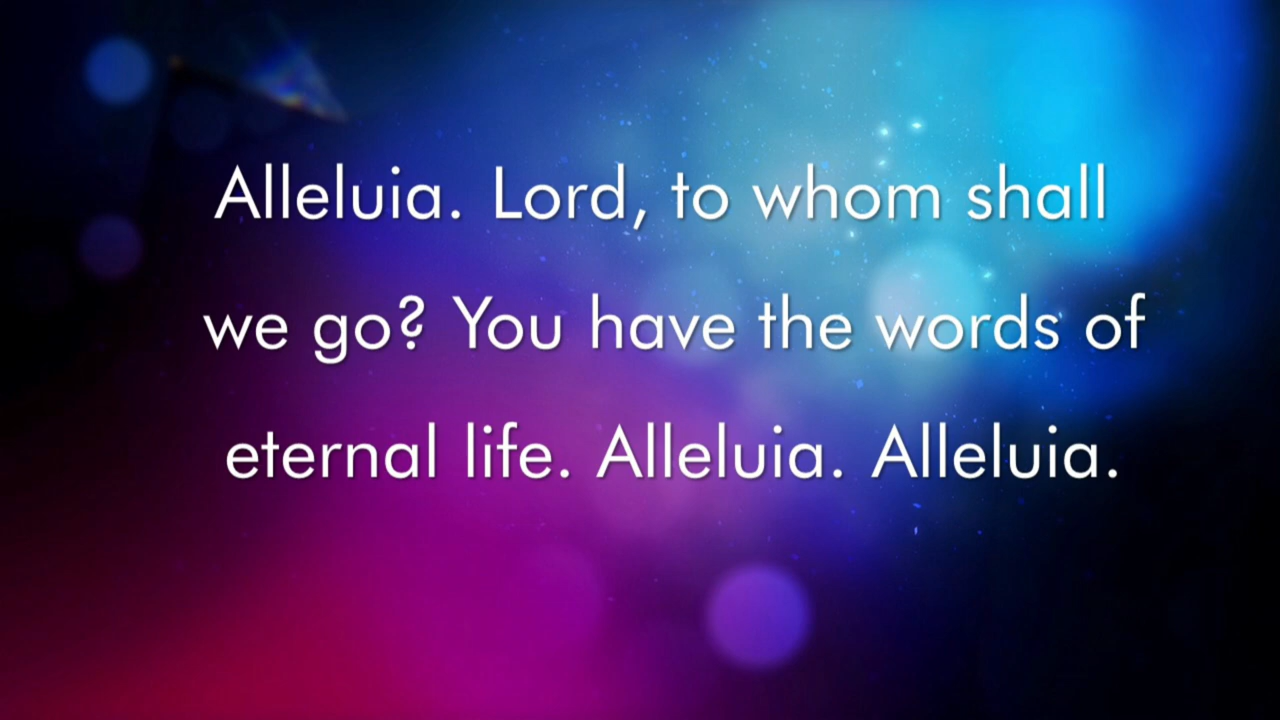 Alleluia. Lord, to whom shall
we go? You have the words of
eternal life. Alleluia. Alleluia.